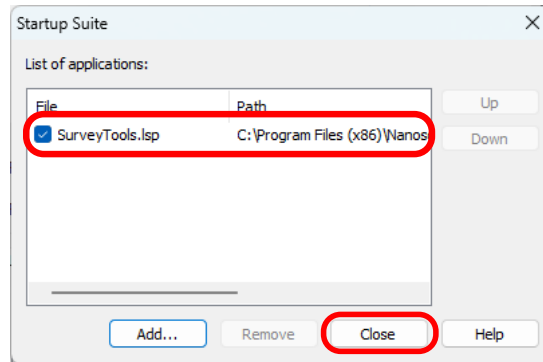 Startup Suite
List of applications:
File Path Up
SurveyTools.lsp C:\Program Files (x86)\Nanos Down
Add... Remove Close Help